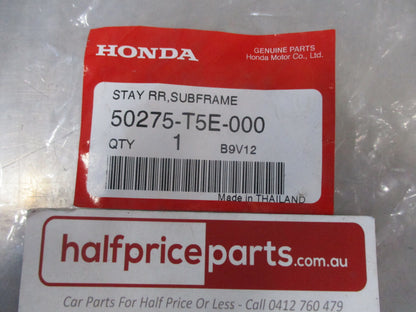 HONDA
GENUINE PARTS
Honda Motor Co., Ltd.
STAY RR,SUBFRAME
50275-T5E-000
QTY 1 B9V12
Made in THAILAND
halfpriceparts.com.au
Car Parts For Half Price Or Less - Call 0412 760 479